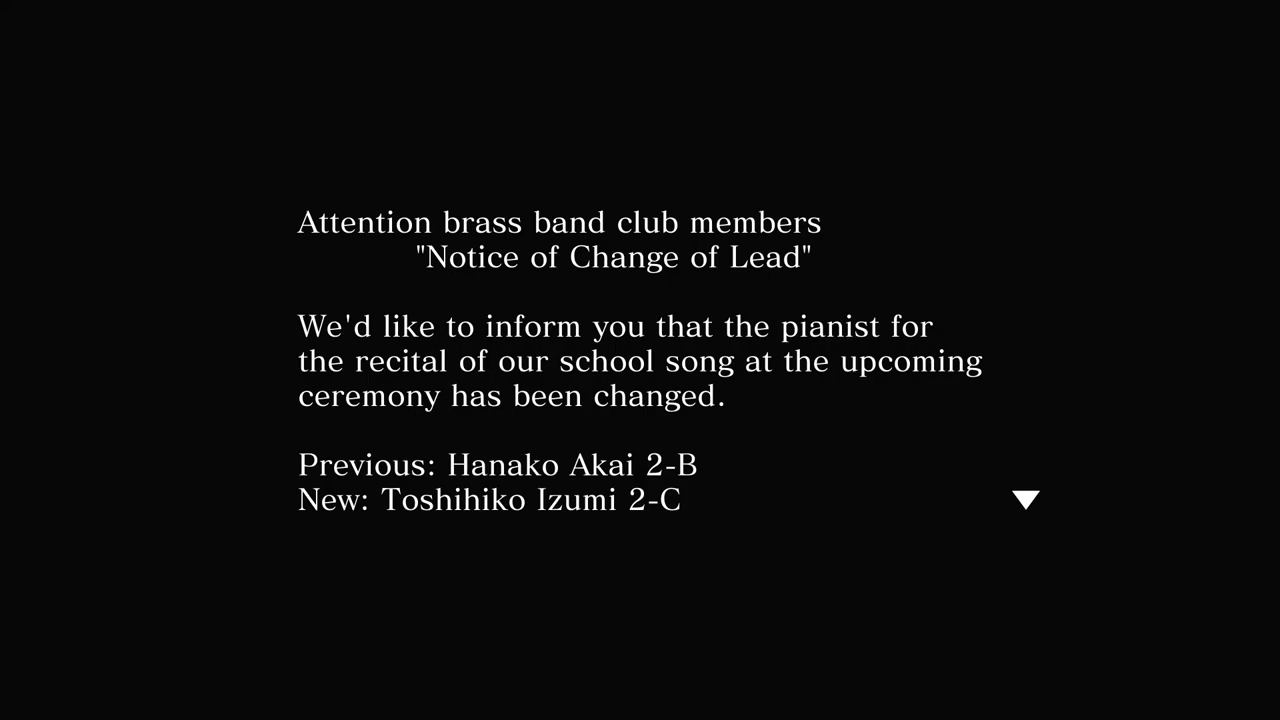 Attention brass band club members
"Notice of Change of Lead"
We'd like to inform you that the pianist for
the recital of our school song at the upcoming
ceremony has been changed.
Previous: Hanako Akai 2-B
New: Toshihiko Izumi 2-C